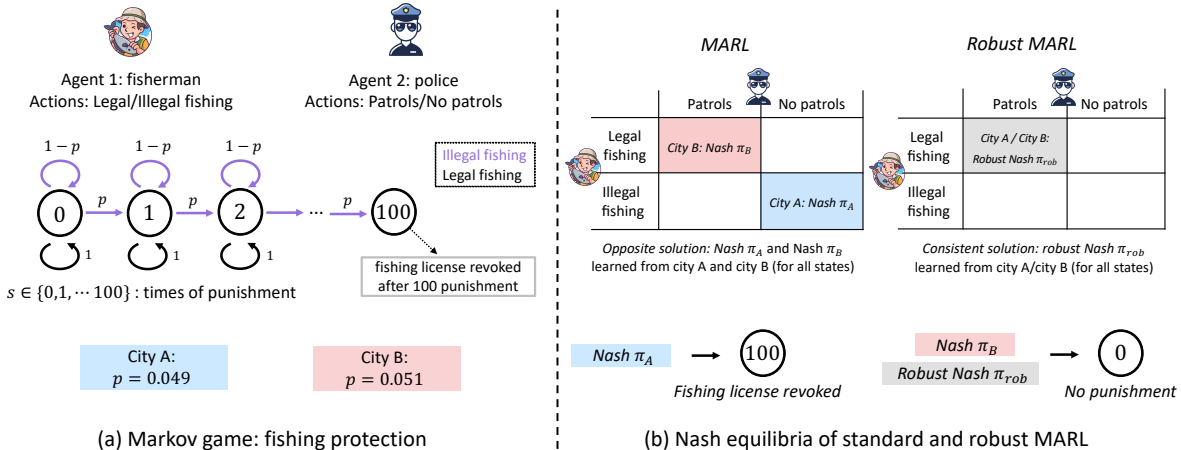 Agent 1: fisherman
Actions: Legal/Illegal fishing
Agent 2: police
Actions: Patrols/No patrols
1 − p
1 − p
1 − p
Illegal fishing
Legal fishing
0
p
1
p
2
...
p
100
1
1
1
fishing license revoked
after 100 punishment
s ∈ {0,1, ⋯ 100} : times of punishment
City A:
p = 0.049
City B:
p = 0.051
(a) Markov game: fishing protection
MARL
Patrols
No patrols
Legal
fishing
City B: Nash π_B
Illegal
fishing
City A: Nash π_A
Opposite solution: Nash π_A and Nash π_B
learned from city A and city B (for all states)
Robust MARL
Patrols
No patrols
Legal
fishing
City A / City B:
Robust Nash π_rob
Illegal
fishing
Consistent solution: robust Nash π_rob
learned from city A/city B (for all states)
Nash π_A
100
Fishing license revoked
Nash π_B
Robust Nash π_rob
0
No punishment
(b) Nash equilibria of standard and robust MARL